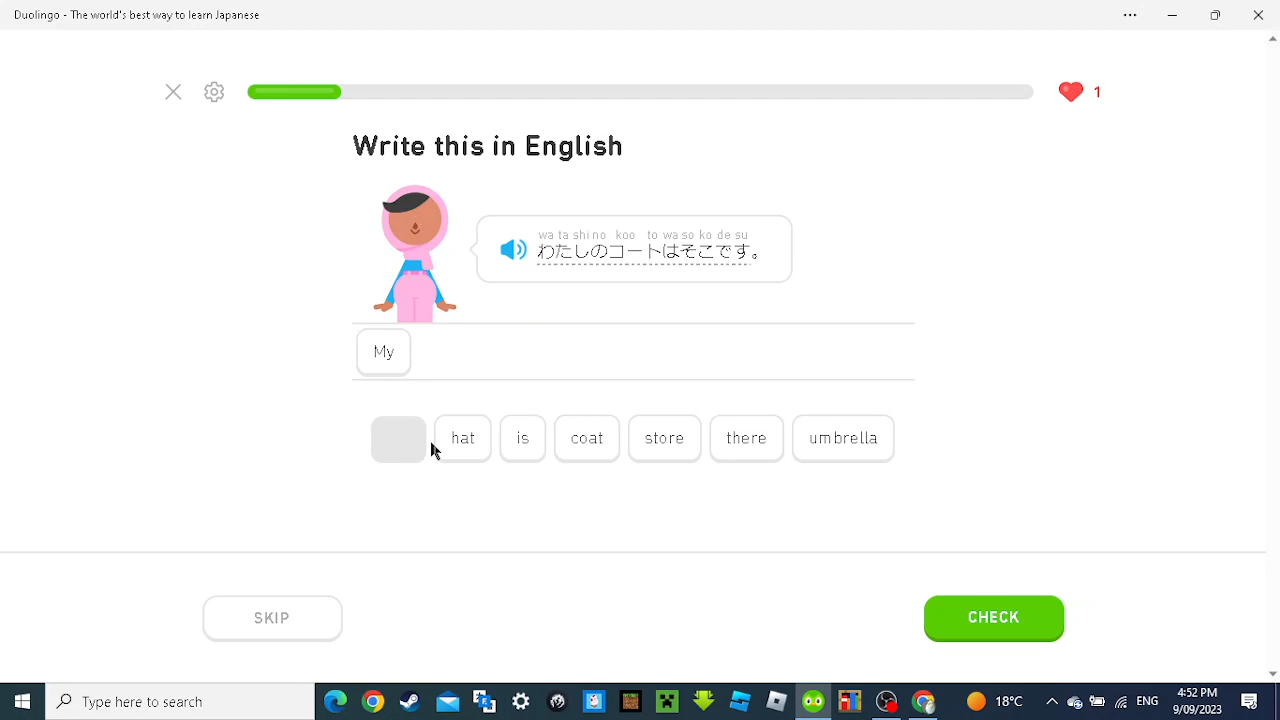 Duolingo - The world's best way to learn Japanese
1
Write this in English
wa ta shi no koo to wa so ko de su
わたしのコートはそこです。
My
hat is coat store there umbrella
SKIP
CHECK
Type here to search
18°C
ENG
4:52 PM
9/09/2023